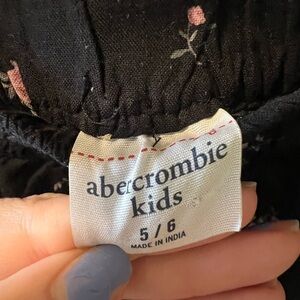 abercrombie
kids
5 / 6
MADE IN INDIA